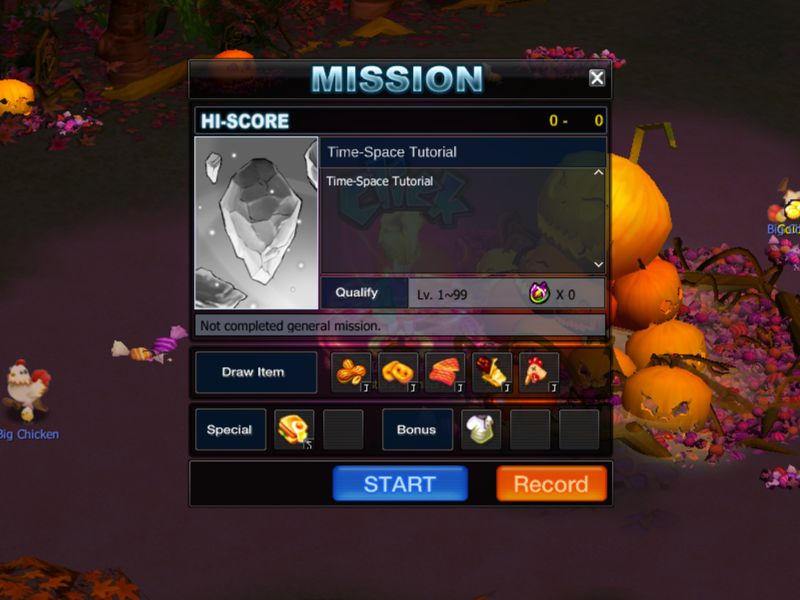 MISSION
HI-SCORE
0 - 0
Time-Space Tutorial
Time-Space Tutorial
Qualify
Lv. 1~99
X 0
Not completed general mission.
Draw Item
J
J
J
J
J
Special
Bonus
START
Record
Big Chicken